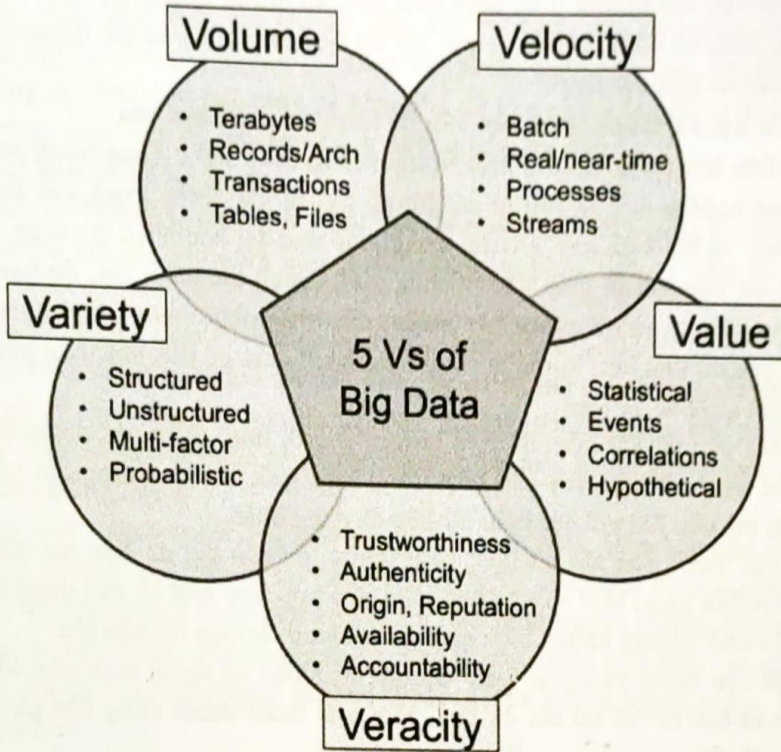 Volume
• Terabytes
• Records/Arch
• Transactions
• Tables, Files
Velocity
• Batch
• Real/near-time
• Processes
• Streams
Variety
• Structured
• Unstructured
• Multi-factor
• Probabilistic
5 Vs of
Big Data
Value
• Statistical
• Events
• Correlations
• Hypothetical
• Trustworthiness
• Authenticity
• Origin, Reputation
• Availability
• Accountability
Veracity